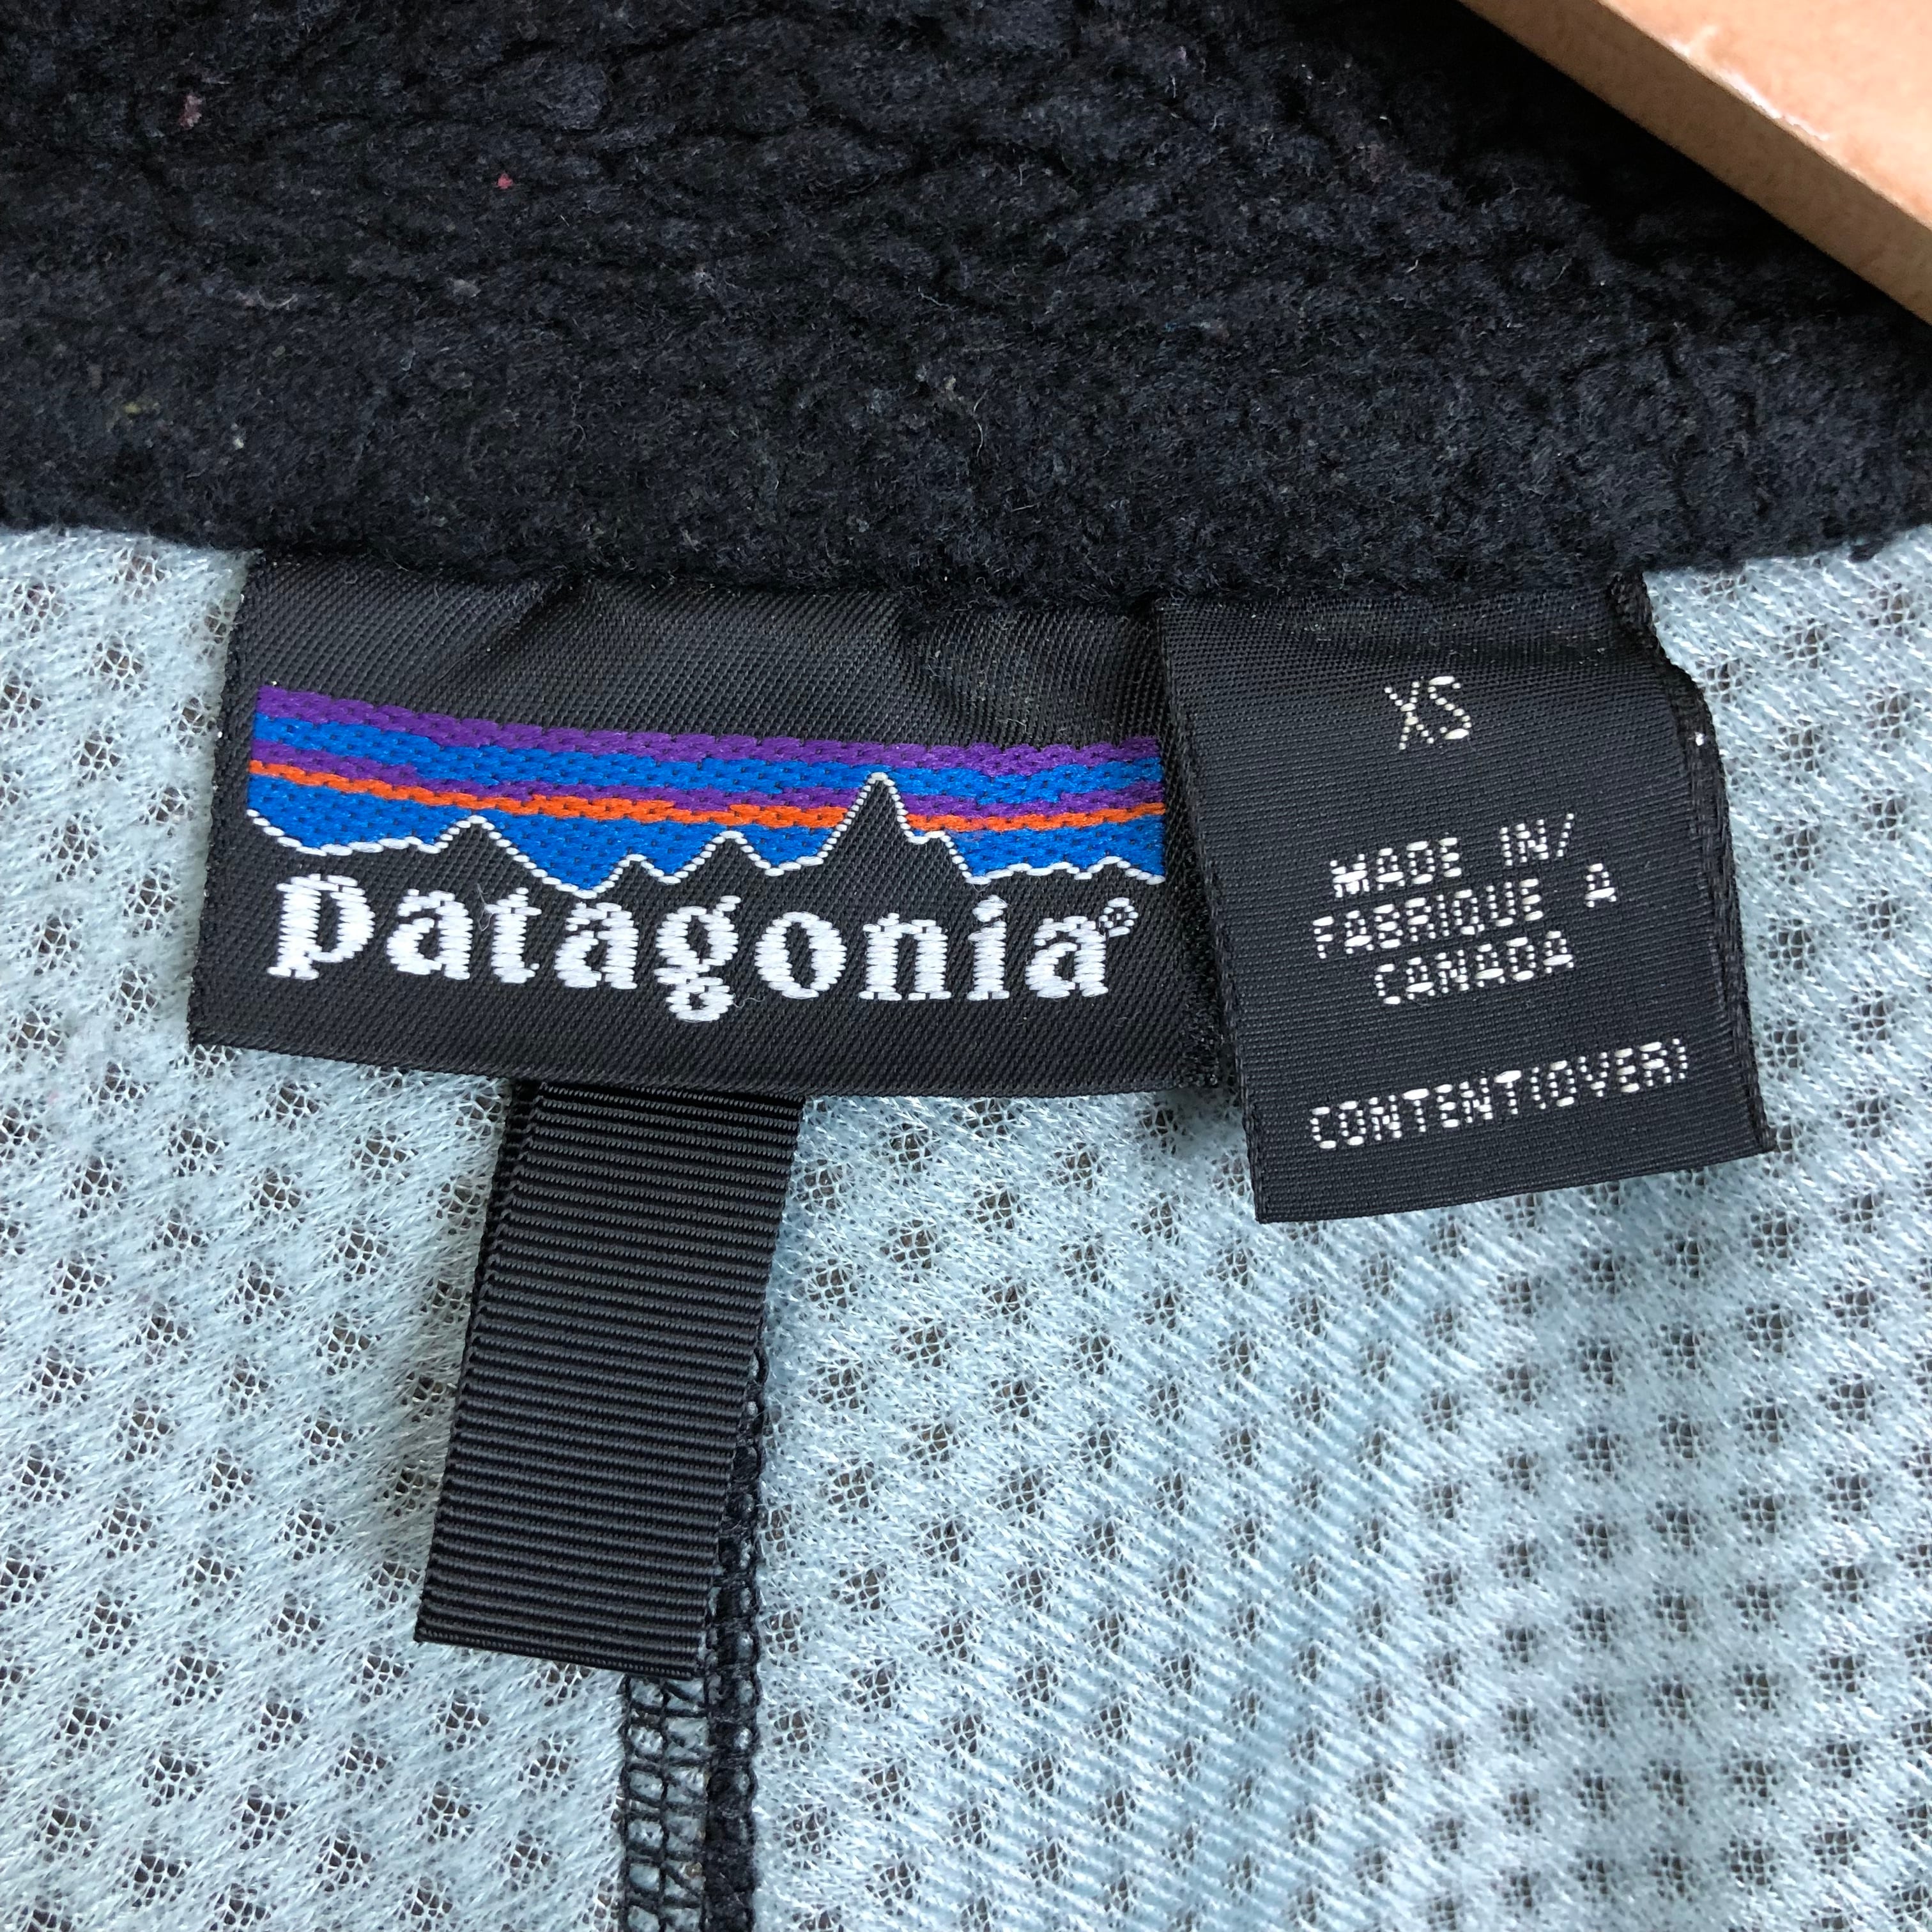 patagonia®
XS
MADE IN/
FABRIQUE A
CANADA
CONTENT(OVER)